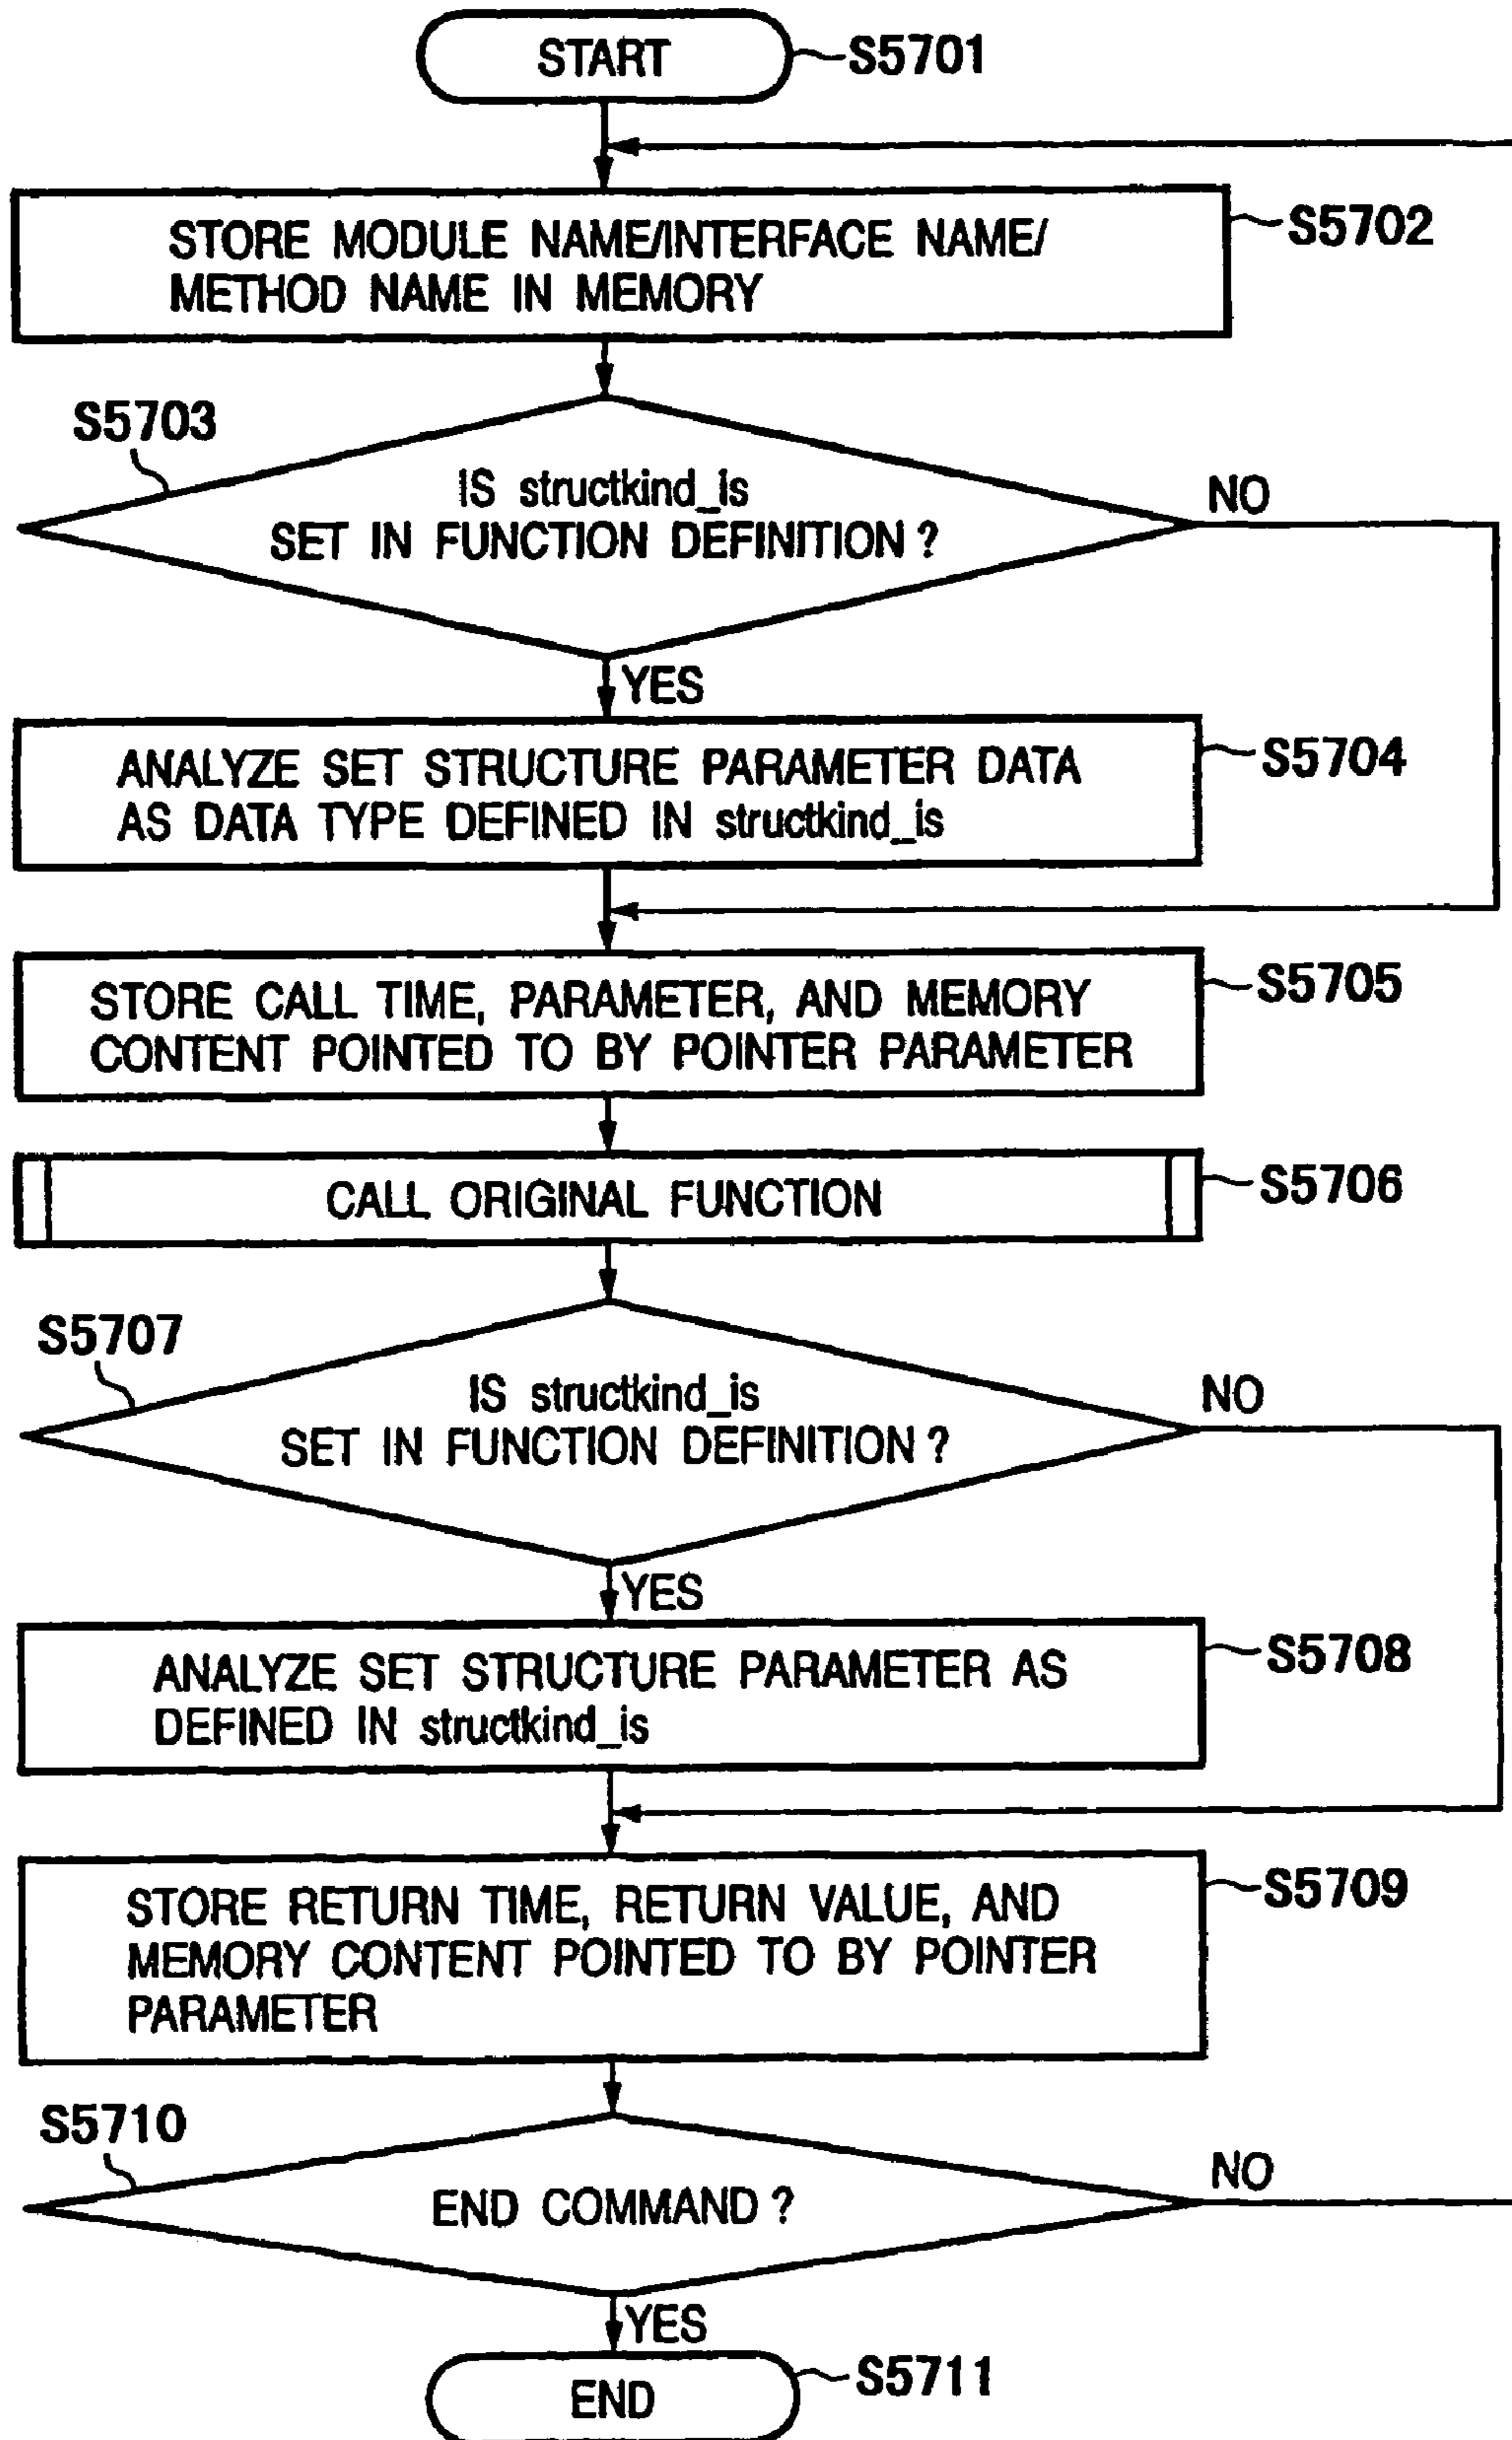 START
S5701
STORE MODULE NAME/INTERFACE NAME/
METHOD NAME IN MEMORY
S5702
S5703
IS structkind_is
SET IN FUNCTION DEFINITION ?
NO
YES
ANALYZE SET STRUCTURE PARAMETER DATA
AS DATA TYPE DEFINED IN structkind_is
S5704
STORE CALL TIME, PARAMETER, AND MEMORY
CONTENT POINTED TO BY POINTER PARAMETER
S5705
CALL ORIGINAL FUNCTION
S5706
S5707
IS structkind_is
SET IN FUNCTION DEFINITION ?
NO
YES
ANALYZE SET STRUCTURE PARAMETER AS
DEFINED IN structkind_is
S5708
STORE RETURN TIME, RETURN VALUE, AND
MEMORY CONTENT POINTED TO BY POINTER
PARAMETER
S5709
S5710
END COMMAND ?
NO
YES
END
S5711